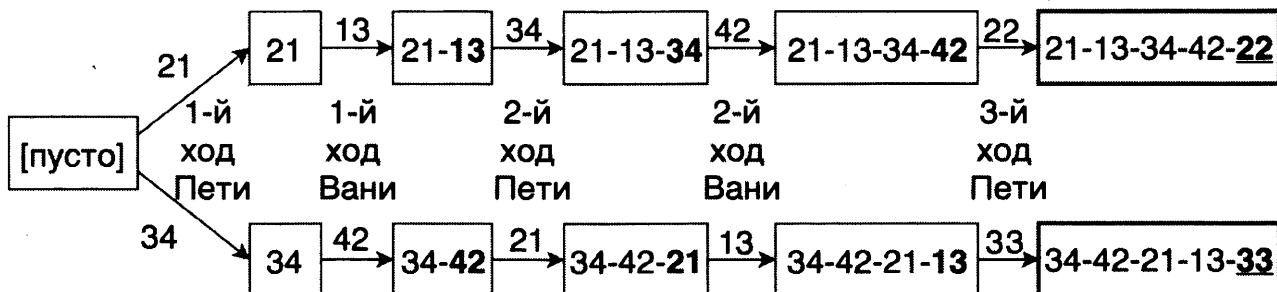 13 34 42 22
21 21-13 21-13-34 21-13-34-42 21-13-34-42-22
21
1-й 1-й 2-й 2-й 3-й
[пусто] ход ход ход ход ход
Пети Вани Пети Вани Пети
34
42 21 13 33
34 34-42 34-42-21 34-42-21-13 34-42-21-13-33